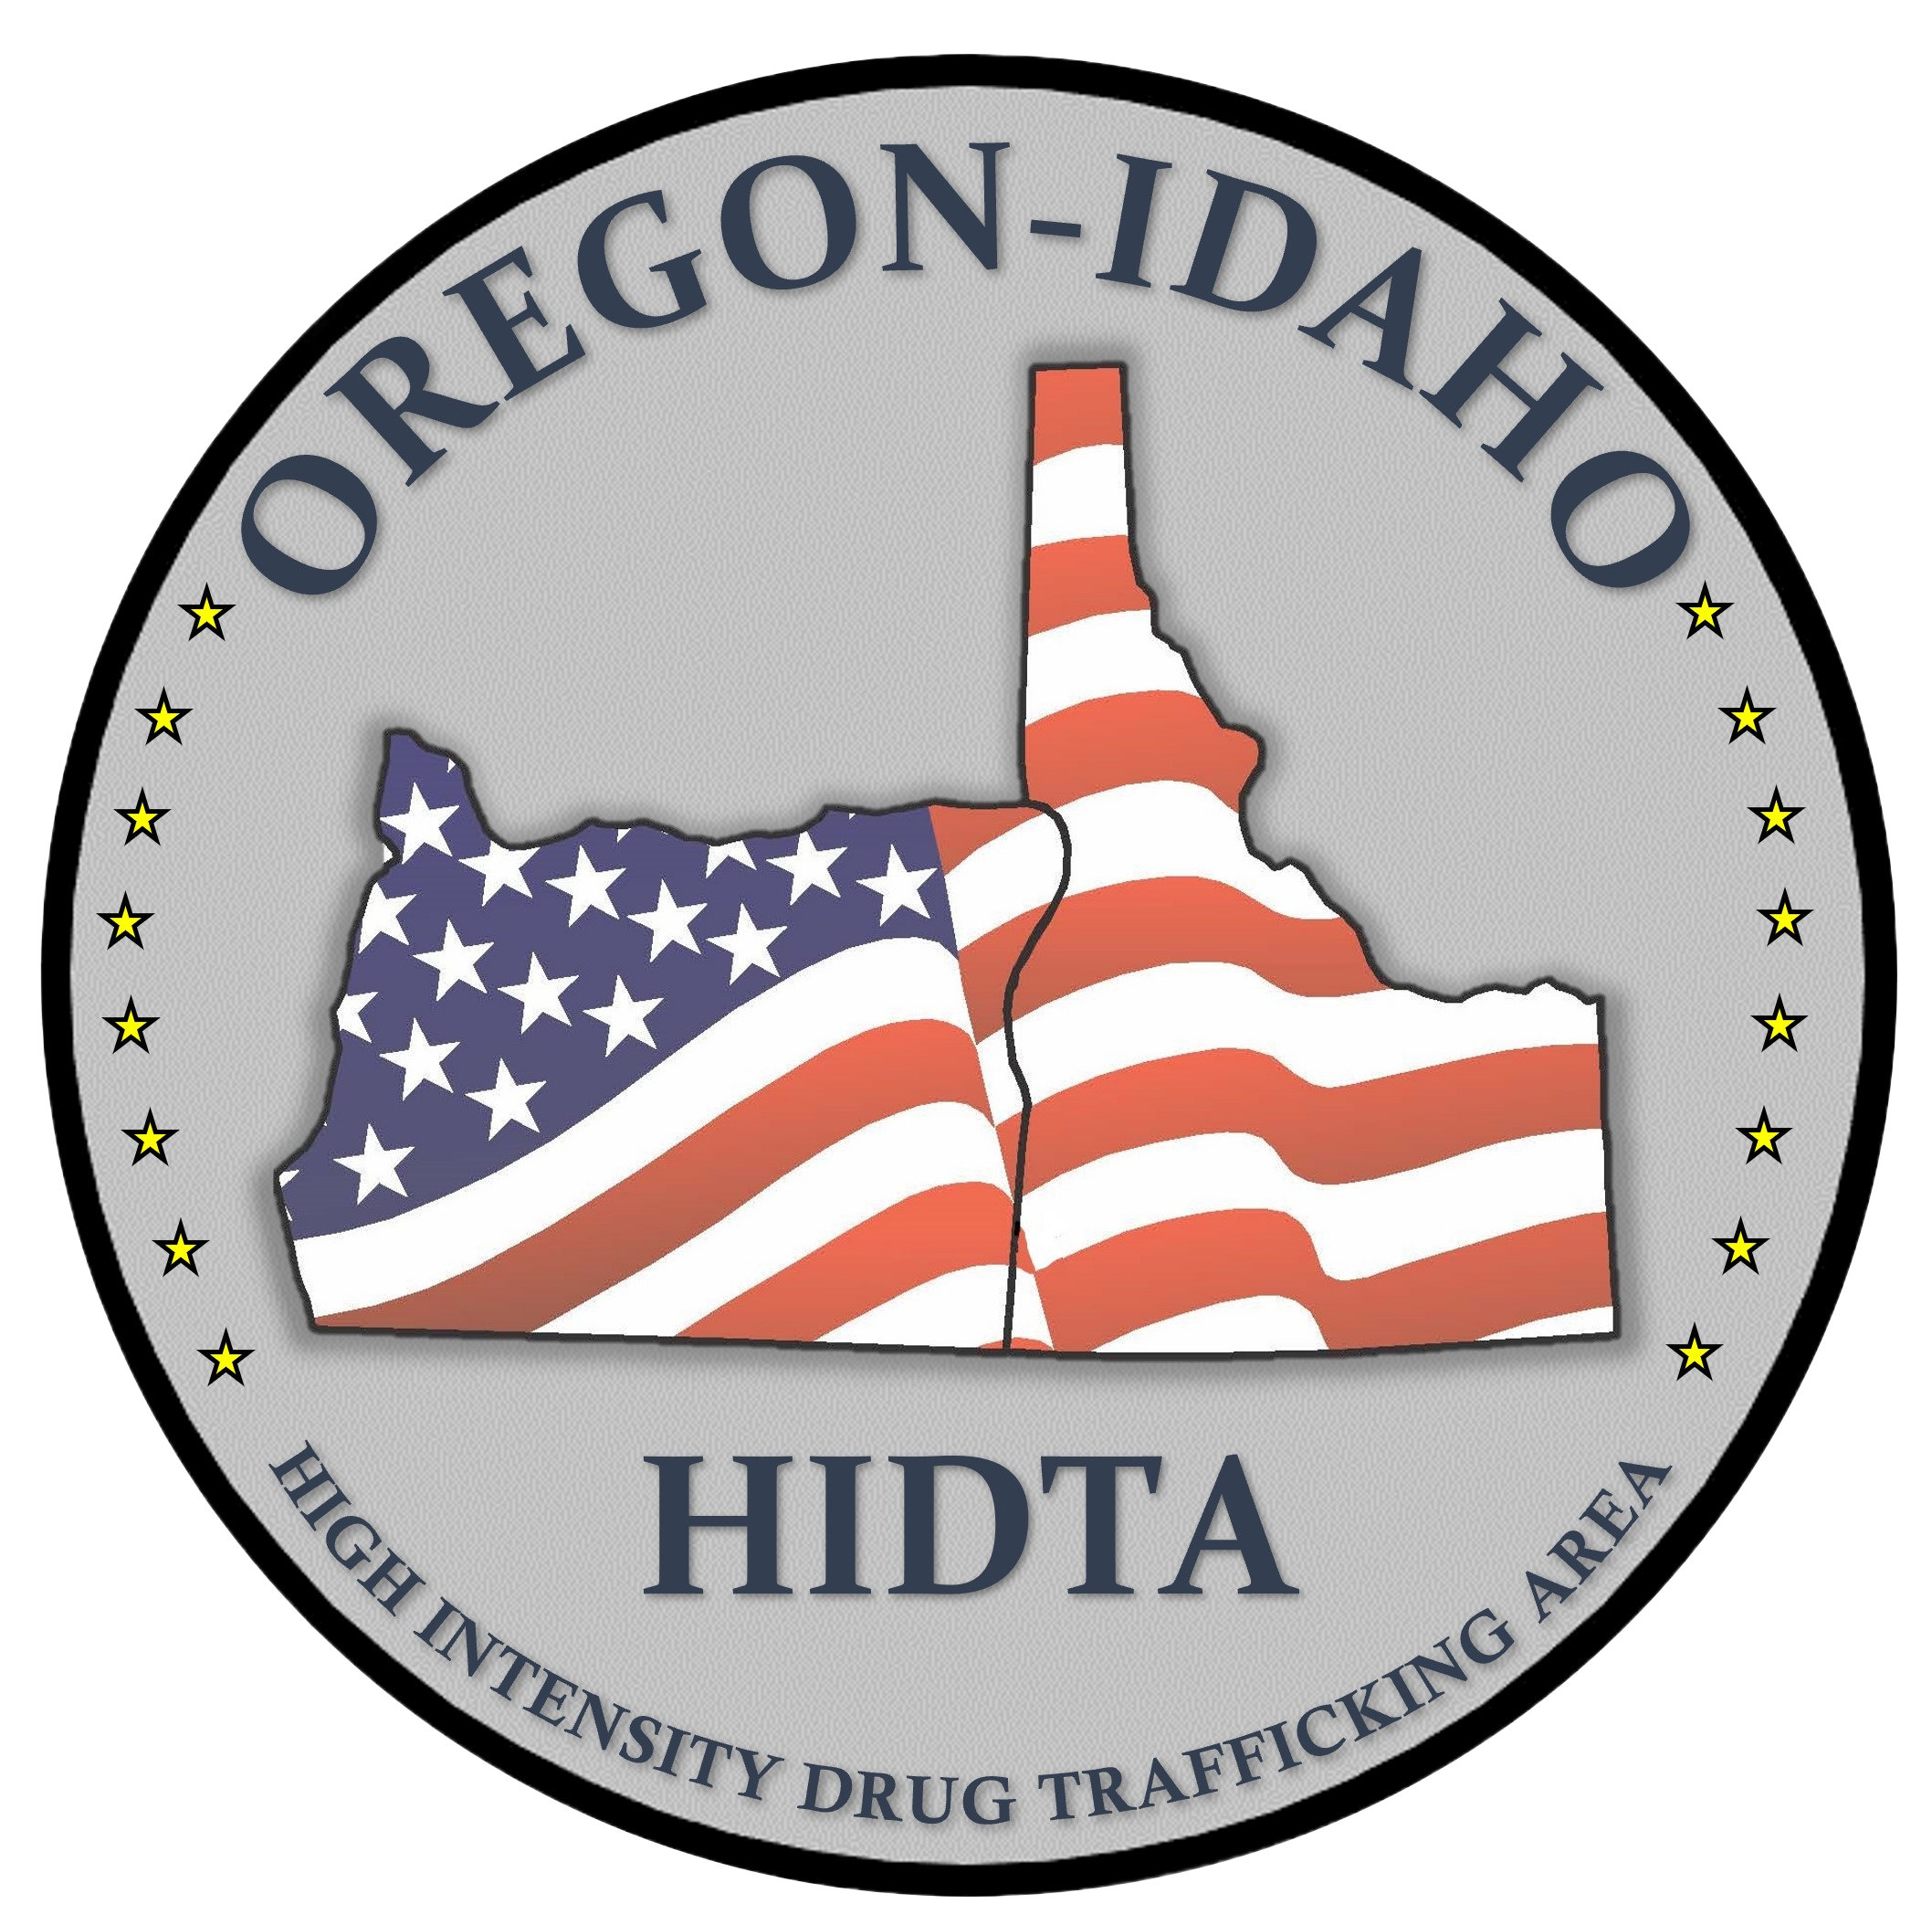 OREGON-IDAHO
HIDTA
HIGH INTENSITY DRUG TRAFFICKING AREA